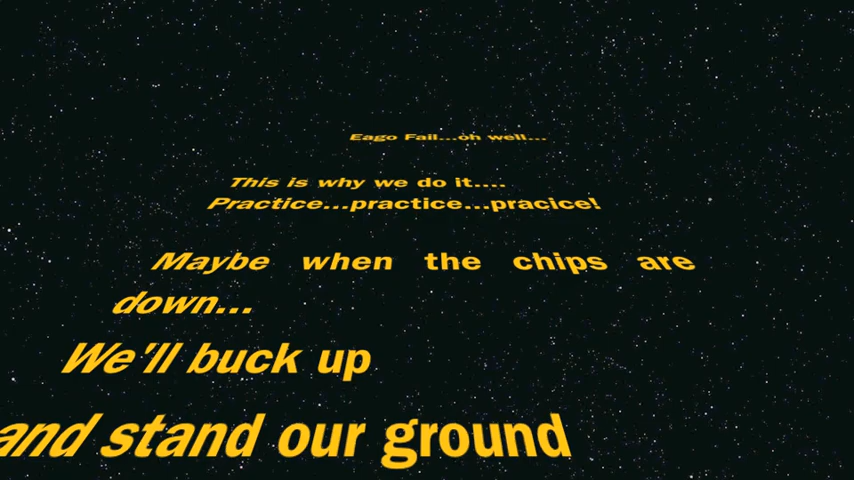 Eago Fail...oh well...
This is why we do it....
Practice...practice...pracice!
Maybe when the chips are
down...
We'll buck up
and stand our ground